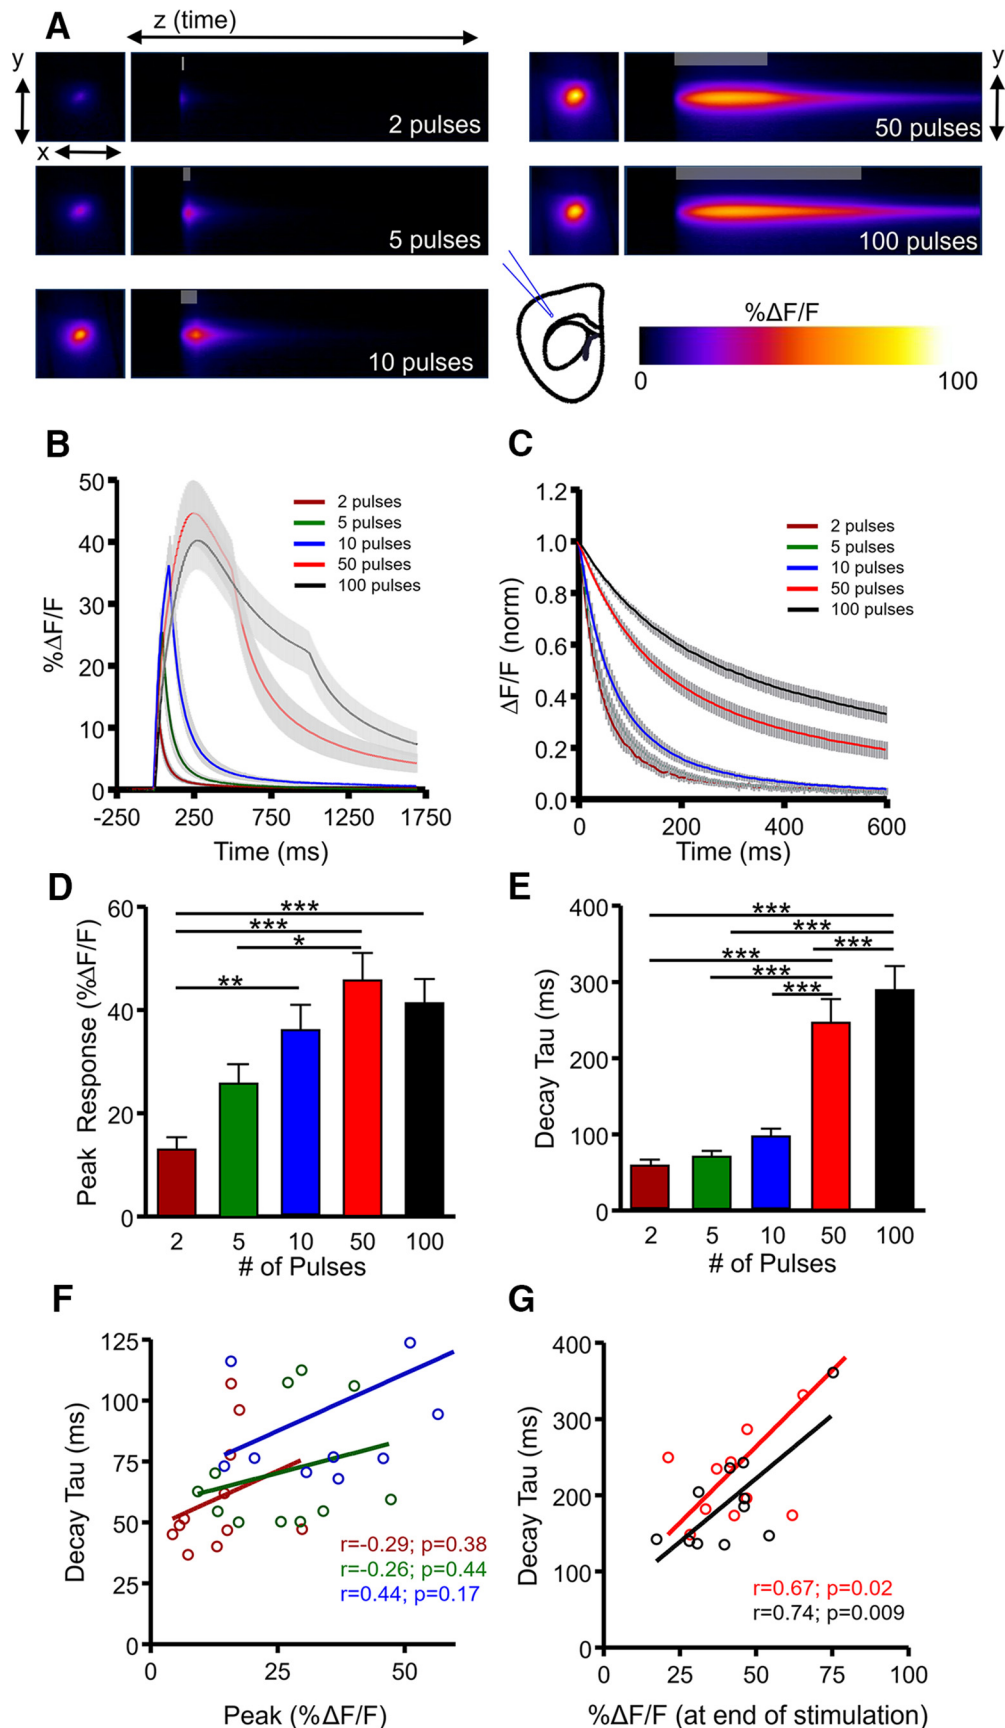 A
z (time)
y
2 pulses
x
5 pulses
10 pulses
50 pulses
y
100 pulses
%ΔF/F
0
100
B
50
40
30
20
10
0
%ΔF/F
2 pulses
5 pulses
10 pulses
50 pulses
100 pulses
-250
250
750
1250
1750
Time (ms)
C
1.2
1.0
0.8
0.6
0.4
0.2
0.0
ΔF/F (norm)
2 pulses
5 pulses
10 pulses
50 pulses
100 pulses
0
200
400
600
Time (ms)
D
60
40
20
0
Peak Response (%ΔF/F)
***
***
*
**
2
5
10
50
100
# of Pulses
E
400
300
200
100
0
Decay Tau (ms)
***
***
***
***
***
***
2
5
10
50
100
# of Pulses
F
125
100
75
50
25
0
Decay Tau (ms)
r=-0.29; p=0.38
r=-0.26; p=0.44
r=0.44; p=0.17
0
25
50
Peak (%ΔF/F)
G
400
300
200
100
0
Decay Tau (ms)
r=0.67; p=0.02
r=0.74; p=0.009
0
25
50
75
100
%ΔF/F (at end of stimulation)